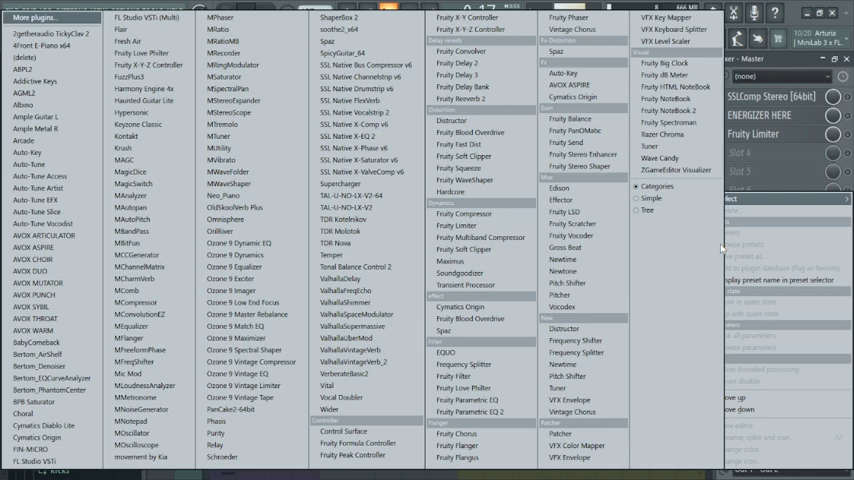 More plugins...
2getheraudio TickyClav 2
4Front E-Piano x64
(delete)
ABPL2
Addictive Keys
AGML2
Albino
Ample Guitar L
Ample Metal R
Arcade
Auto-Key
Auto-Tune
Auto-Tune Access
Auto-Tune Artist
Auto-Tune EFX
Auto-Tune Slice
Auto-Tune Vocodist
AVOX ARTICULATOR
AVOX ASPIRE
AVOX CHOIR
AVOX DUO
AVOX MUTATOR
AVOX PUNCH
AVOX SYBIL
AVOX THROAT
AVOX WARM
BabyComeback
Bertom_AirShelf
Bertom_Denoiser
Bertom_EQCurveAnalyzer
Bertom_PhantomCenter
BPB Saturator
Choral
Cymatics Diablo Lite
Cymatics Origin
FIN-MICRO
FL Studio VSTi
FL Studio VSTi (Multi)
Flair
Fresh Air
Fruity Love Philter
Fruity X-Y-Z Controller
FuzzPlus3
Harmony Engine 4x
Haunted Guitar Lite
Hypersonic
Keyzone Classic
Kontakt
Krush
MAGC
MagicDice
MagicSwitch
MAnalyzer
MAutopan
MAutoPitch
MBandPass
MBitFun
MCCGenerator
MChannelMatrix
MCharmVerb
MComb
MCompressor
MConvolutionEZ
MEqualizer
MFlanger
MFreeformPhase
MFreqShifter
Mic Mod
MLoudnessAnalyzer
MMetronome
MNoiseGenerator
MNotepad
MOscillator
MOscilloscope
movement by Kia
MPhaser
MRatio
MRatioMB
MRecorder
MRingModulator
MSaturator
MSpectralPan
MStereoExpander
MStereoScope
MTremolo
MTuner
MUtility
MVibrato
MWaveFolder
MWaveShaper
Neo_Piano
OldSkoolVerb Plus
Omnisphere
OrilRiver
Ozone 9 Dynamic EQ
Ozone 9 Equalizer
Ozone 9 Exciter
Ozone 9 Imager
Ozone 9 Low End Focus
Ozone 9 Master Rebalance
Ozone 9 Match EQ
Ozone 9 Maximizer
Ozone 9 Spectral Shaper
Ozone 9 Vintage Compressor
Ozone 9 Vintage EQ
Ozone 9 Vintage Limiter
Ozone 9 Vintage Tape
PanCake2-64bit
Phasis
Purity
Relay
Schroeder
ShaperBox 2
soothe2_x64
Spaz
SpicyGuitar_64
SSL Native Bus Compressor v6
SSL Native Channelstrip v6
SSL Native Drumstrip v6
SSL Native FlexVerb
SSL Native Vocalstrip 2
SSL Native X-Comp v6
SSL Native X-EQ 2
SSL Native X-Phase v6
SSL Native X-Saturator v6
SSL Native X-ValveComp v6
Supercharger
TAL-U-NO-LX-V2-64
TAL-U-NO-LX-V2
TDR Kotelnikov
TDR Molotok
TDR Nova
Temper
Tonal Balance Control 2
ValhallaDelay
ValhallaFreqEcho
ValhallaShimmer
ValhallaSpaceModulator
ValhallaSupermassive
ValhallaUberMod
ValhallaVintageVerb
ValhallaVintageVerb_2
VerberateBasic2
Vital
Vocal Doubler
Wider
Controller
Control Surface
Fruity Formula Controller
Fruity Peak Controller
Fruity X-Y Controller
Fruity X-Y-Z Controller
Delay reverb
Fruity Convolver
Fruity Delay 2
Fruity Delay 3
Fruity Delay Bank
Fruity Reeverb 2
Distortion
Distructor
Fruity Blood Overdrive
Fruity Fast Dist
Fruity Soft Clipper
Fruity Squeeze
Fruity WaveShaper
Hardcore
Dynamics
Fruity Compressor
Fruity Limiter
Fruity Multiband Compressor
Fruity Soft Clipper
Maximus
Soundgoodizer
Transient Processor
effect
Cymatics Origin
Fruity Blood Overdrive
Spaz
Filter
EQUO
Frequency Splitter
Fruity Filter
Fruity Love Philter
Fruity Parametric EQ
Fruity Parametric EQ 2
Flanger
Fruity Chorus
Fruity Flanger
Fruity Flangus
Fruity Phaser
Vintage Chorus
Fx-Distortion
Spaz
Fx
Auto-Key
AVOX ASPIRE
Cymatics Origin
Gain
Fruity Balance
Fruity PanOMatic
Fruity Send
Fruity Stereo Enhancer
Fruity Stereo Shaper
Misc
Edison
Effector
Fruity LSD
Fruity Scratcher
Fruity Vocoder
Gross Beat
Newtime
Newtone
Pitch Shifter
Pitcher
Vocodex
New
Distructor
Frequency Shifter
Frequency Splitter
Newtime
Pitch Shifter
Tuner
VFX Envelope
Vintage Chorus
Patcher
Patcher
VFX Color Mapper
VFX Envelope
VFX Key Mapper
VFX Keyboard Splitter
VFX Level Scaler
Visual
Fruity Big Clock
Fruity dB Meter
Fruity HTML NoteBook
Fruity NoteBook
Fruity NoteBook 2
Fruity Spectroman
Razer Chroma
Tuner
Wave Candy
ZGameEditor Visualizer
Categories
Simple
Tree
0:17
666 MB
10/20 Arturia |
MiniLab 3 x FL
xer - Master
(none)
SSLComp Stereo [64bit]
ENERGIZER HERE
Fruity Limiter
Slot 4
Slot 5
lect
splay preset name in preset selector
ove up
ove down
KICKS